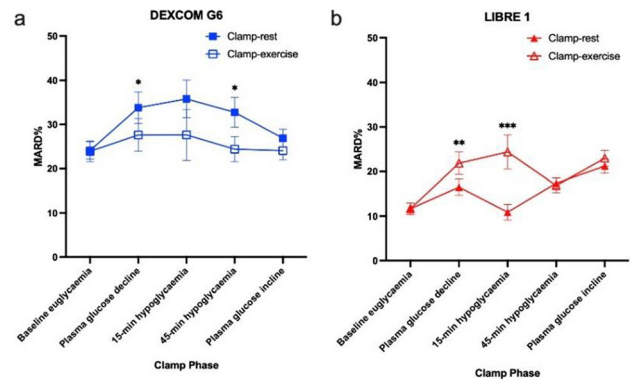 a
DEXCOM G6
Clamp-rest
Clamp-exercise
50
40
30
20
10
0
MARD%
*
*
Baseline euglycaemia
Plasma glucose decline
15-min hypoglycaemia
45-min hypoglycaemia
Plasma glucose incline
Clamp Phase
b
LIBRE 1
Clamp-rest
Clamp-exercise
50
40
30
20
10
0
MARD%
**
***
Baseline euglycaemia
Plasma glucose decline
15-min hypoglycaemia
45-min hypoglycaemia
Plasma glucose incline
Clamp Phase